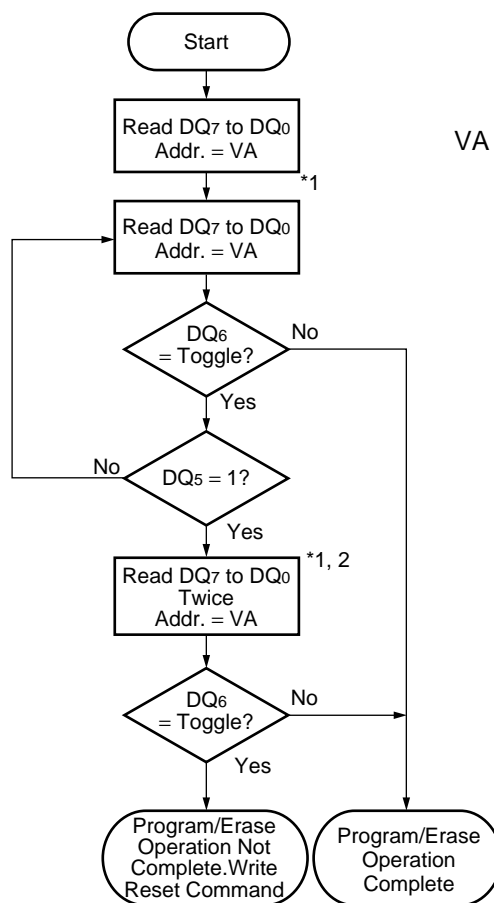 Start
Read DQ7 to DQ0
Addr. = VA
VA
*1
Read DQ7 to DQ0
Addr. = VA
DQ6
= Toggle?
No
Yes
No
DQ5 = 1?
Yes
*1, 2
Read DQ7 to DQ0
Twice
Addr. = VA
DQ6
= Toggle?
No
Yes
Program/Erase
Operation Not
Complete.Write
Reset Command
Program/Erase
Operation
Complete